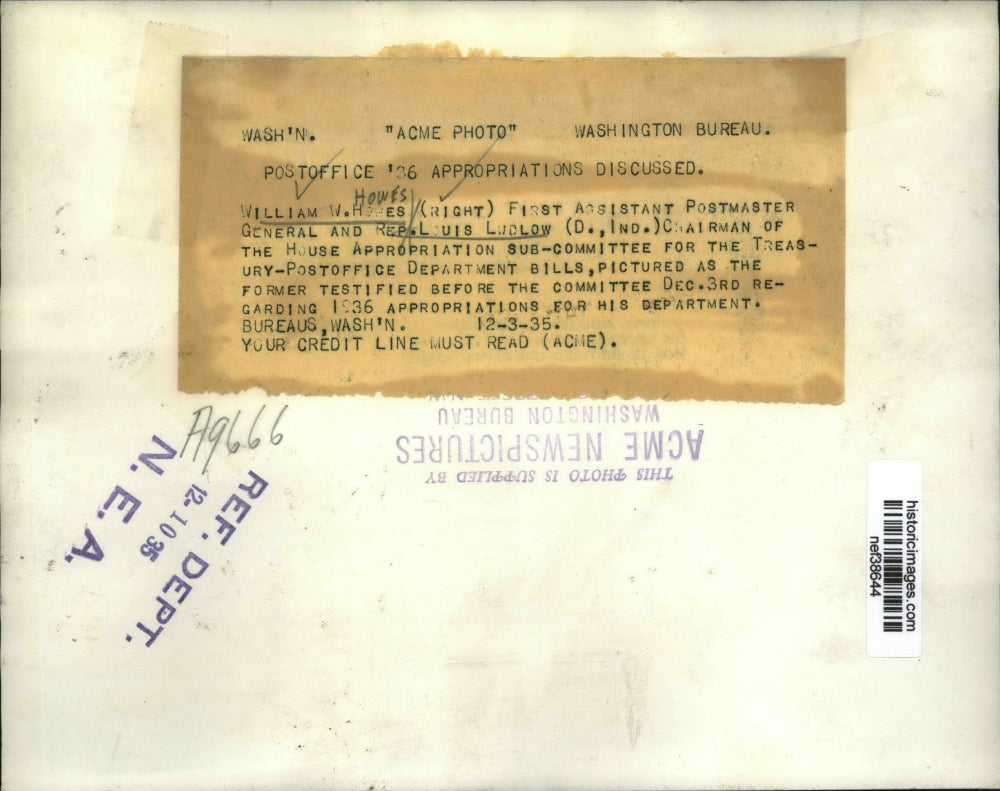 WASH'N. "ACME PHOTO" WASHINGTON BUREAU.
POSTOFFICE '36 APPROPRIATIONS DISCUSSED.
HOWES
WILLIAM W.HOWES (RIGHT) FIRST ASSISTANT POSTMASTER
GENERAL AND REP.LOUIS LUDLOW (D.,IND.)CHAIRMAN OF
THE HOUSE APPROPRIATION SUB-COMMITTEE FOR THE TREAS-
URY-POSTOFFICE DEPARTMENT BILLS,PICTURED AS THE
FORMER TESTIFIED BEFORE THE COMMITTEE DEC.3RD RE-
GARDING 1936 APPROPRIATIONS FOR HIS DEPARTMENT.
BUREAUS,WASH'N. 12-3-35.
YOUR CREDIT LINE MUST READ (ACME).
A9666
THIS PHOTO IS SUPPLIED BY
ACME NEWSPICTURES
WASHINGTON BUREAU
REF. DEPT.
12-10 35
N. E. A.
historicimages.com
nef38644